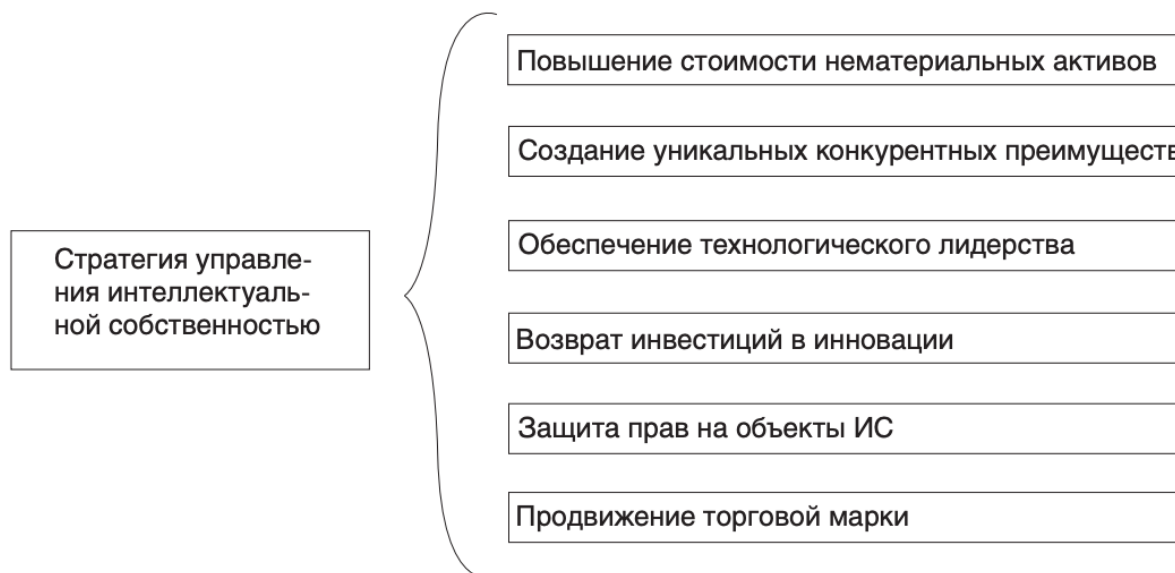 Повышение стоимости нематериальных активов
Создание уникальных конкурентных преимуществ
Стратегия управле-
ния интеллектуаль-
ной собственностью
Обеспечение технологического лидерства
Возврат инвестиций в инновации
Защита прав на объекты ИС
Продвижение торговой марки